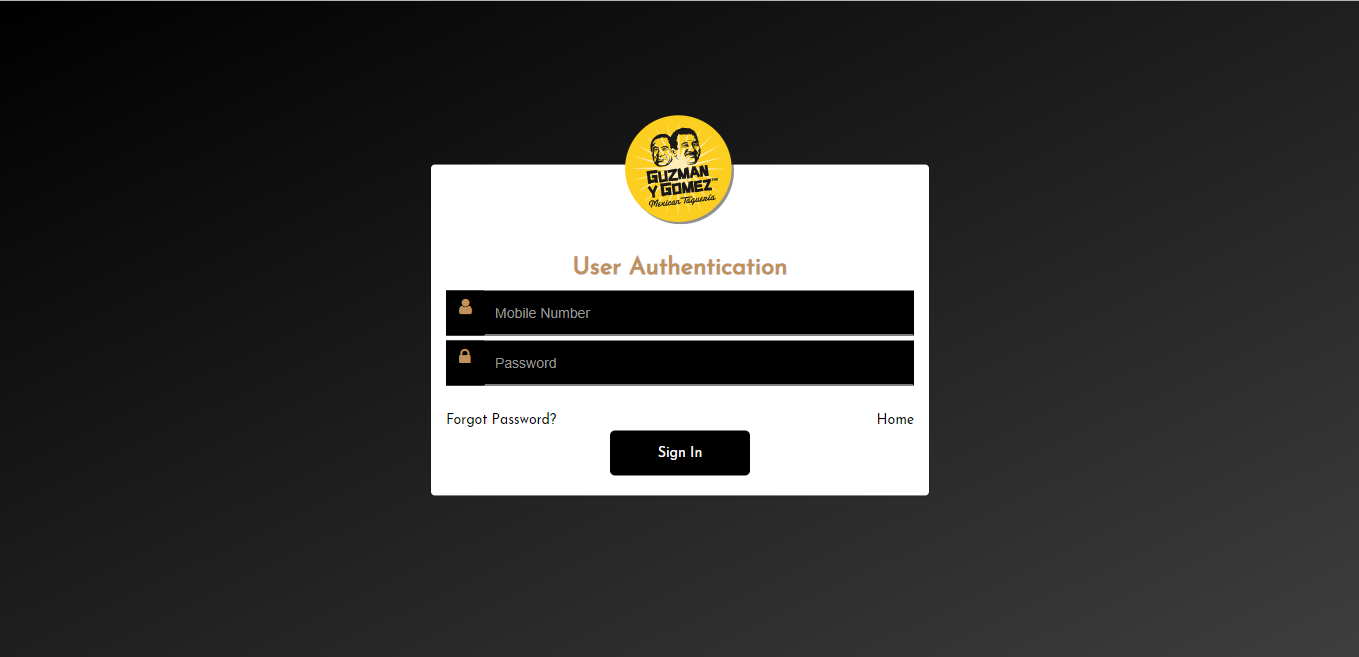 GUZMAN
Y GOMEZ™
Mexican Taqueria
User Authentication
Mobile Number
Password
Forgot Password?
Home
Sign In